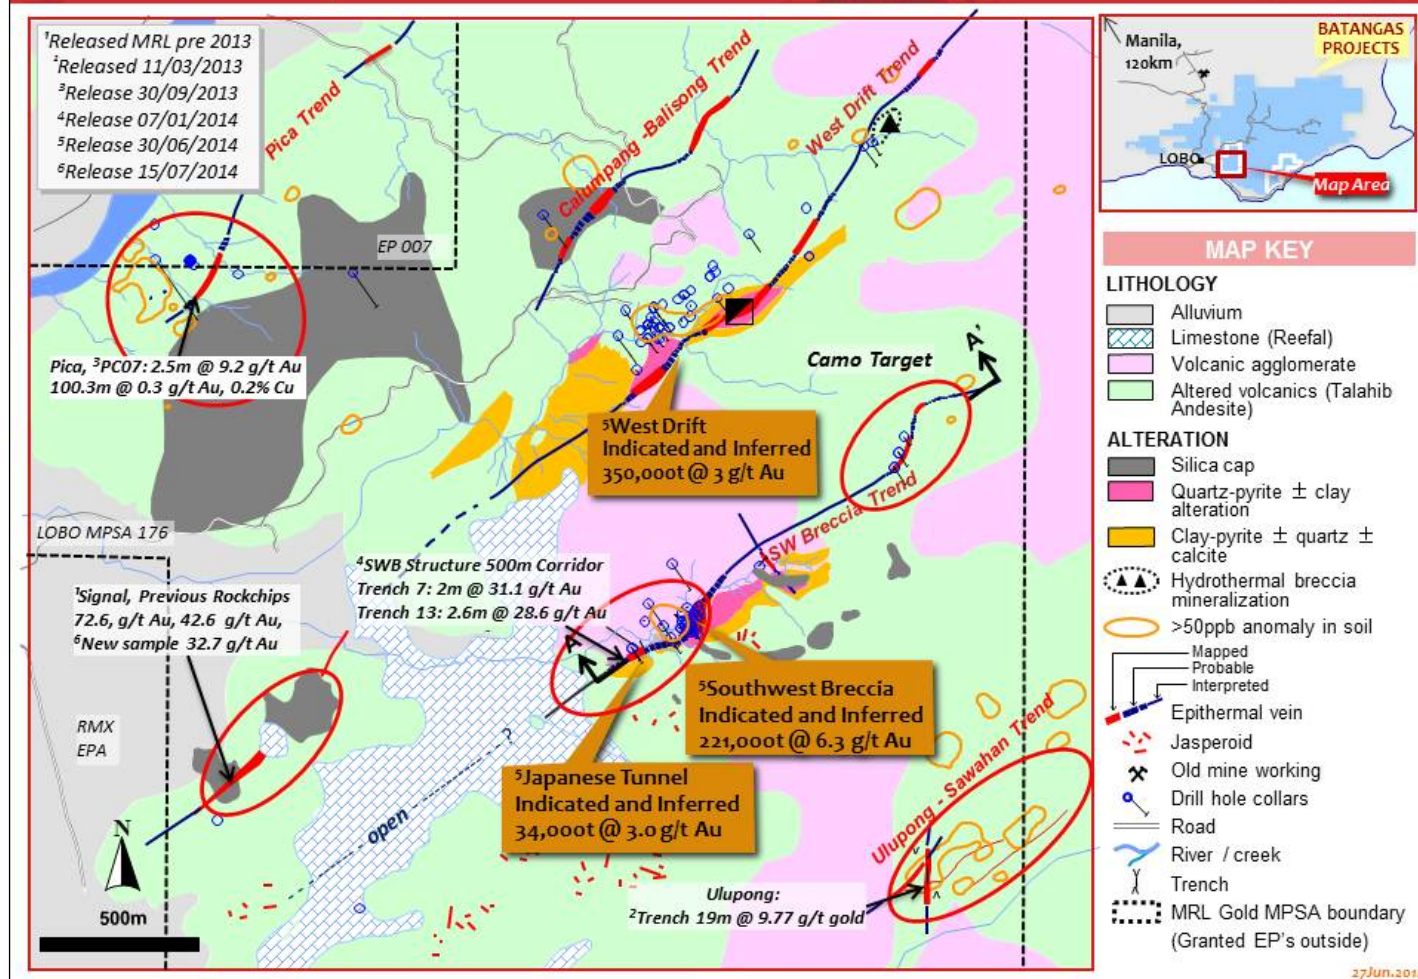 ¹Released MRL pre 2013
²Released 11/03/2013
³Release 30/09/2013
⁴Release 07/01/2014
⁵Release 30/06/2014
⁶Release 15/07/2014
Pica Trend
Calumpang -Balisong Trend
West Drift Trend
EP 007
Pica, ³PC07: 2.5m @ 9.2 g/t Au
100.3m @ 0.3 g/t Au, 0.2% Cu
Camo Target
A'
⁵West Drift
Indicated and Inferred
350,000t @ 3 g/t Au
SW Breccia Trend
LOBO MPSA 176
⁴SWB Structure 500m Corridor
Trench 7: 2m @ 31.1 g/t Au
Trench 13: 2.6m @ 28.6 g/t Au
¹Signal, Previous Rockchips
72.6, g/t Au, 42.6 g/t Au,
⁶New sample 32.7 g/t Au
A
⁵Southwest Breccia
Indicated and Inferred
221,000t @ 6.3 g/t Au
RMX
EPA
?
open
⁵Japanese Tunnel
Indicated and Inferred
34,000t @ 3.0 g/t Au
Ulupong - Sawahan Trend
Ulupong:
²Trench 19m @ 9.77 g/t gold
N
500m
BATANGAS
PROJECTS
Manila,
120km
LOBO
Map Area
MAP KEY
LITHOLOGY
Alluvium
Limestone (Reefal)
Volcanic agglomerate
Altered volcanics (Talahib
Andesite)
ALTERATION
Silica cap
Quartz-pyrite ± clay
alteration
Clay-pyrite ± quartz ±
calcite
Hydrothermal breccia
mineralization
>50ppb anomaly in soil
Mapped
Probable
Interpreted
Epithermal vein
Jasperoid
Old mine working
Drill hole collars
Road
River / creek
Trench
MRL Gold MPSA boundary
(Granted EP's outside)